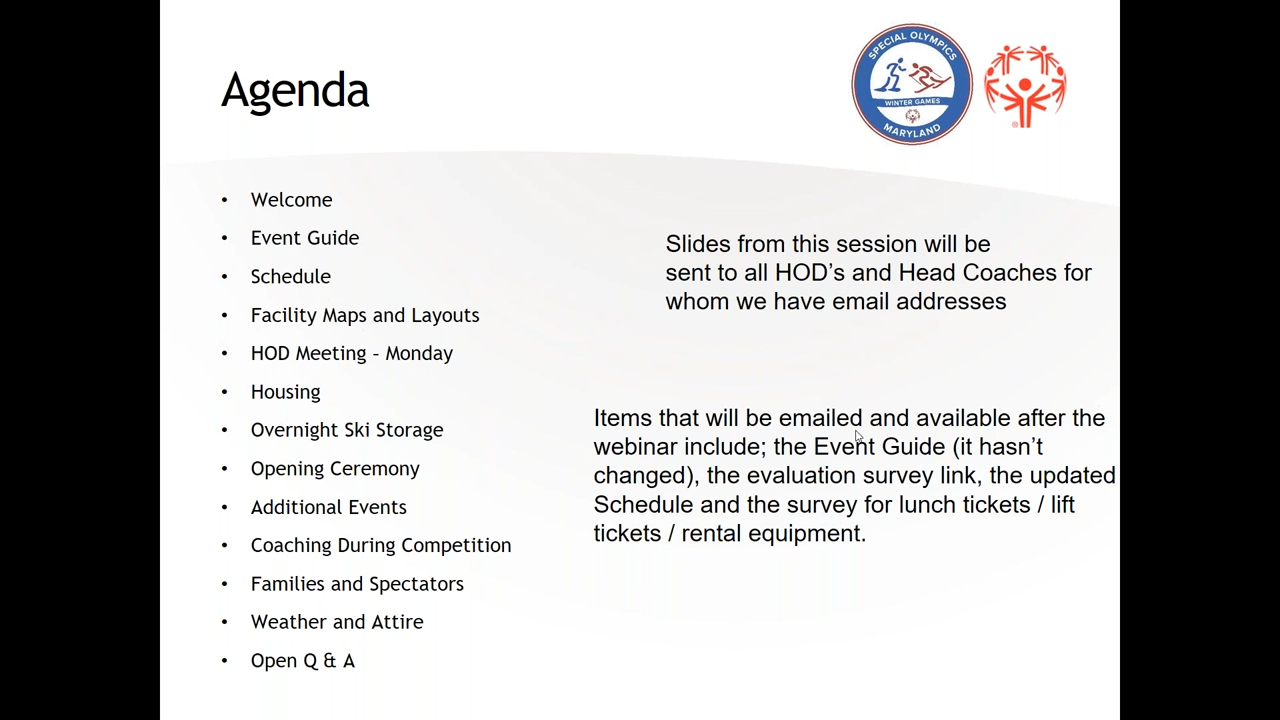 Agenda
SPECIAL OLYMPICS
WINTER GAMES
MARYLAND
®
• Welcome
• Event Guide
• Schedule
• Facility Maps and Layouts
• HOD Meeting – Monday
• Housing
• Overnight Ski Storage
• Opening Ceremony
• Additional Events
• Coaching During Competition
• Families and Spectators
• Weather and Attire
• Open Q & A
Slides from this session will be
sent to all HOD’s and Head Coaches for
whom we have email addresses
Items that will be emailed and available after the
webinar include; the Event Guide (it hasn’t
changed), the evaluation survey link, the updated
Schedule and the survey for lunch tickets / lift
tickets / rental equipment.